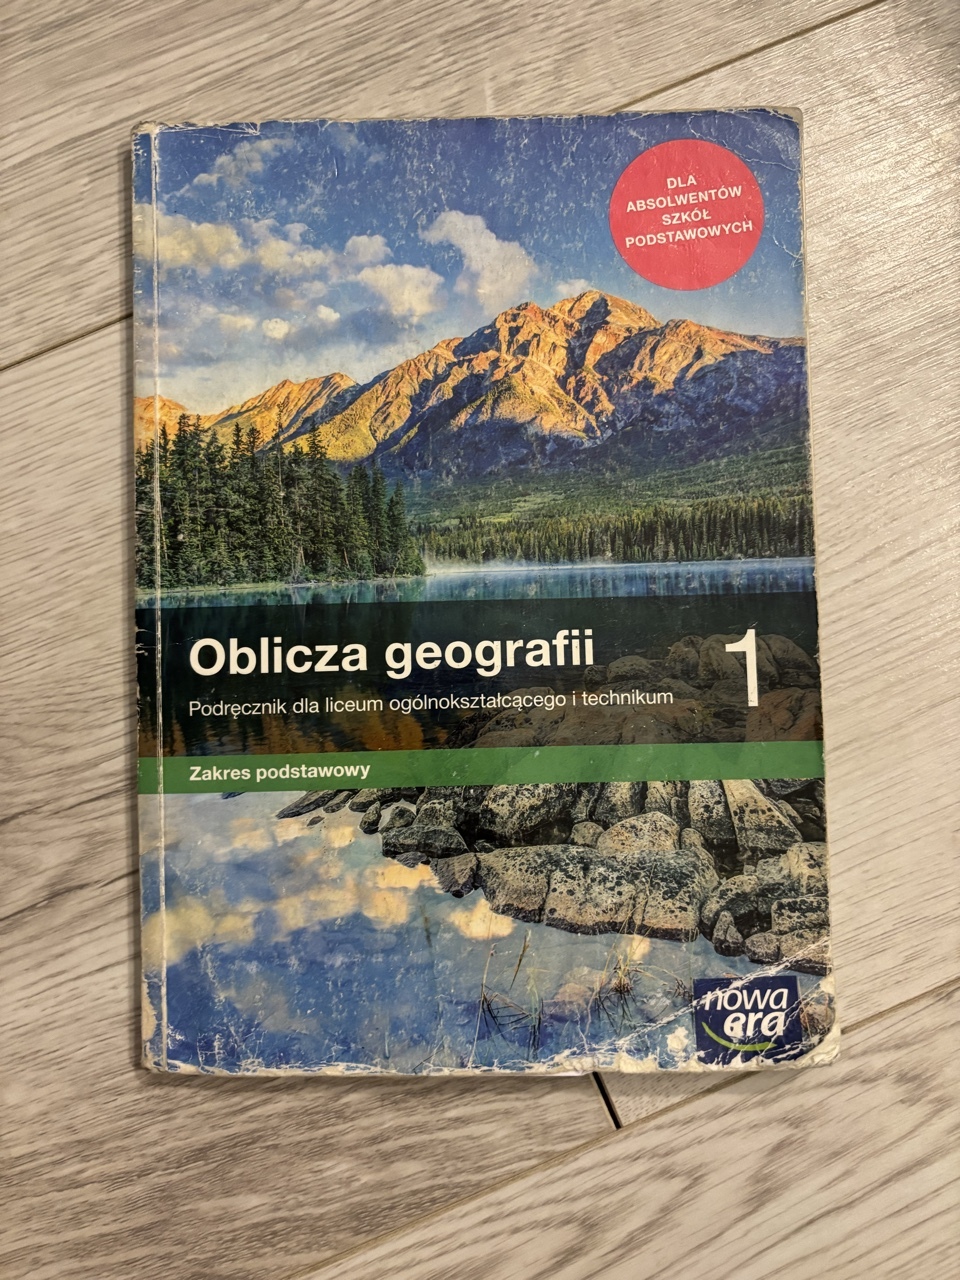 DLA
ABSOLWENTÓW
SZKÓŁ
PODSTAWOWYCH
Oblicza geografii 1
Podręcznik dla liceum ogólnokształcącego i technikum
Zakres podstawowy
nowa
era